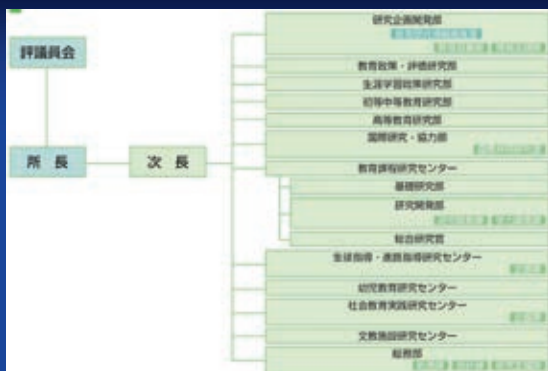 研究企画開発部
評議員会
教育政策・評価研究部
生涯学習政策研究部
初等中等教育研究部
高等教育研究部
国際研究・協力部
所長
次長
教育課程研究センター
基礎研究部
研究開発部
総合研究官
生徒指導・進路指導研究センター
幼児教育研究センター
社会教育実践研究センター
文教施設研究センター
総務部